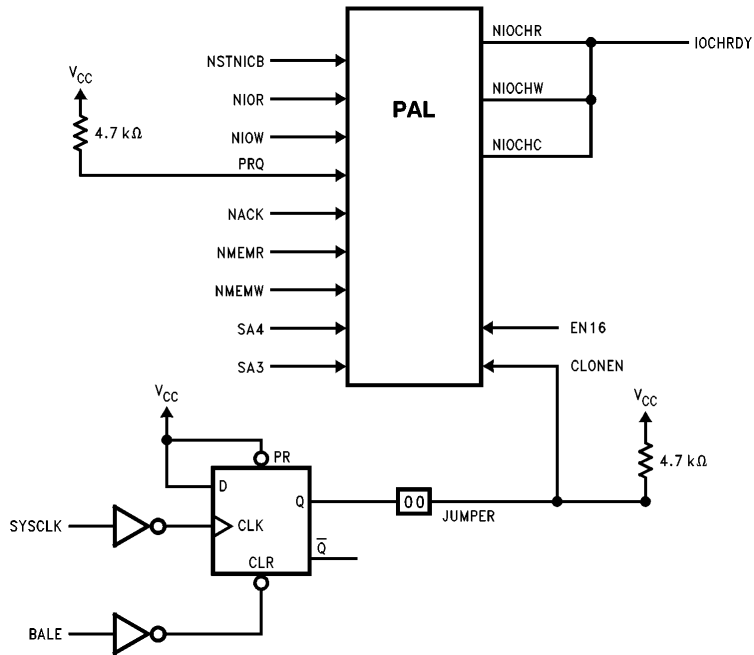 NIOCHR
IOCHRDY
NSTNICB
VCC
NIOR
PAL
NIOCHW
4.7 kΩ
NIOW
NIOCHC
PRQ
NACK
NMEMR
NMEMW
SA4
EN16
SA3
CLONEN
VCC
VCC
PR
4.7 kΩ
D
Q
00
JUMPER
SYSCLK
CLK
Q̅
CLR
BALE